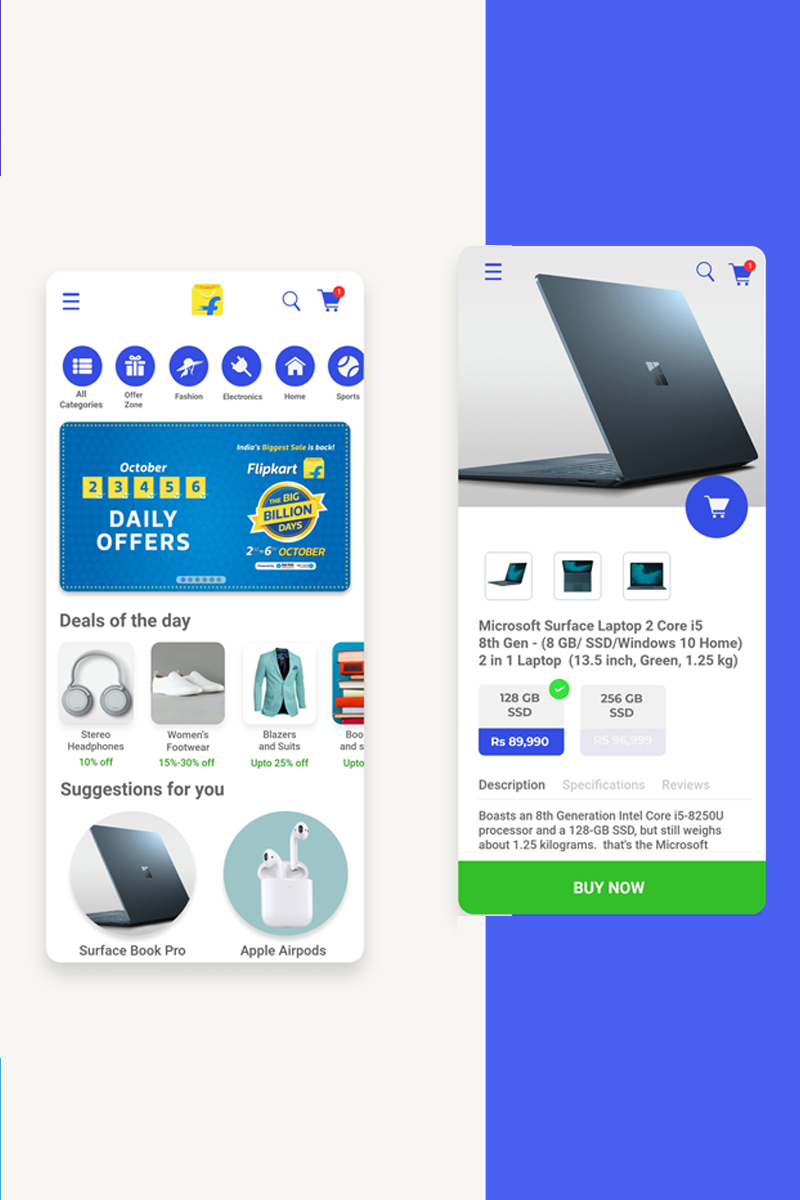 1
All
Categories
Offer
Zone
Fashion
Electronics
Home
Sports
India's Biggest Sale is back!
October
2 3 4 5 6
DAILY
OFFERS
Flipkart
THE BIG
BILLION
DAYS
2nd to 6th OCTOBER
Deals of the day
Stereo
Headphones
10% off
Women's
Footwear
15%-30% off
Blazers
and Suits
Upto 25% off
Boo
and s
Upto
Suggestions for you
Surface Book Pro
Apple Airpods
1
Microsoft Surface Laptop 2 Core i5
8th Gen - (8 GB/ SSD/Windows 10 Home)
2 in 1 Laptop (13.5 inch, Green, 1.25 kg)
128 GB
SSD
Rs 89,990
256 GB
SSD
Rs 96,999
Description Specifications Reviews
Boasts an 8th Generation Intel Core i5-8250U
processor and a 128-GB SSD, but still weighs
about 1.25 kilograms. that's the Microsoft
BUY NOW